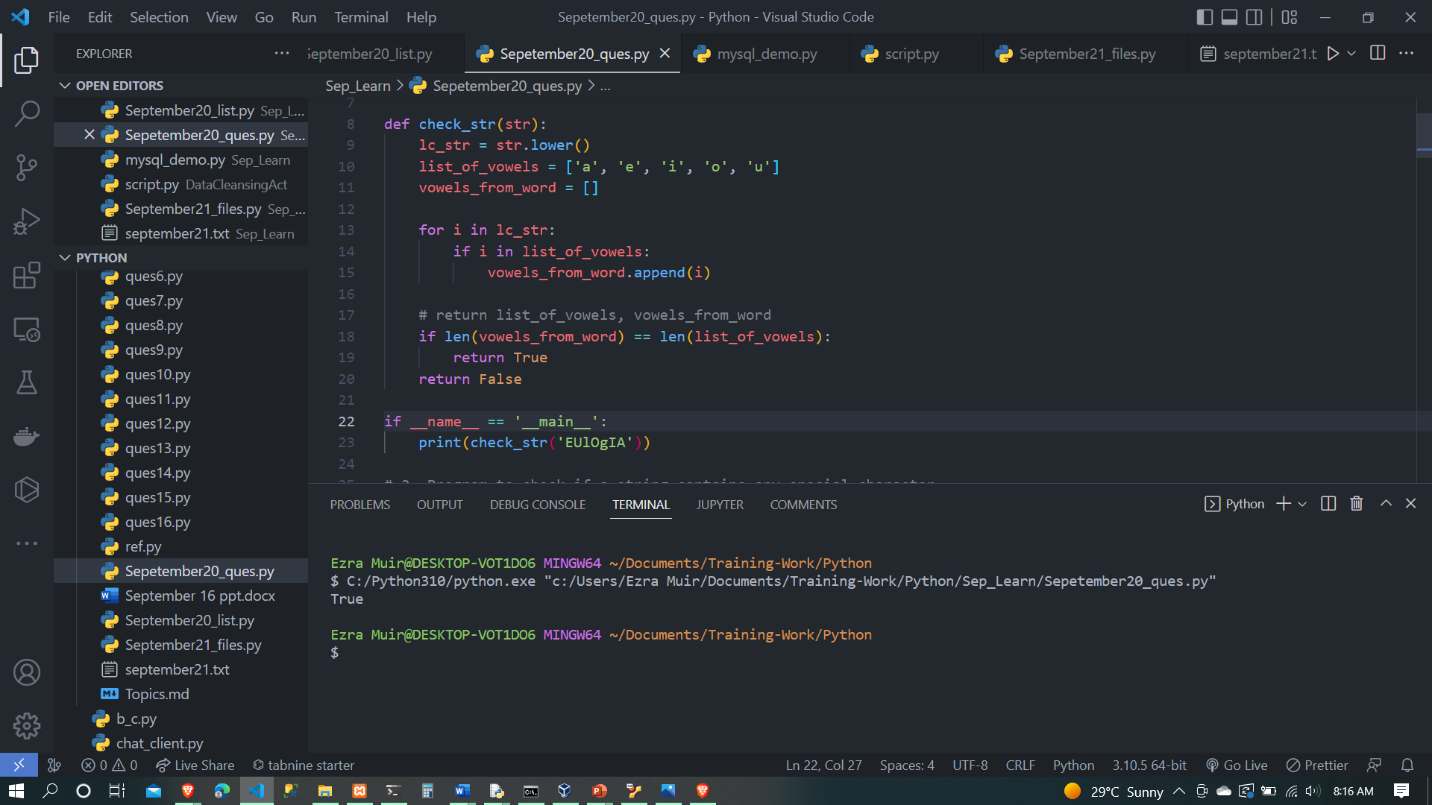 File Edit Selection View Go Run Terminal Help Sepetember20_ques.py - Python - Visual Studio Code
EXPLORER
September20_list.py Sepetember20_ques.py mysql_demo.py script.py September21_files.py september21.t
OPEN EDITORS
September20_list.py Sep_L...
Sepetember20_ques.py Se...
mysql_demo.py Sep_Learn
script.py DataCleansingAct
September21_files.py Sep_...
september21.txt Sep_Learn
PYTHON
ques6.py
ques7.py
ques8.py
ques9.py
ques10.py
ques11.py
ques12.py
ques13.py
ques14.py
ques15.py
ques16.py
ref.py
Sepetember20_ques.py
September 16 ppt.docx
September20_list.py
September21_files.py
september21.txt
Topics.md
b_c.py
chat_client.py
Sep_Learn > Sepetember20_ques.py > ...
7
8 def check_str(str):
9 lc_str = str.lower()
10 list_of_vowels = ['a', 'e', 'i', 'o', 'u']
11 vowels_from_word = []
12
13 for i in lc_str:
14 if i in list_of_vowels:
15 vowels_from_word.append(i)
16
17 # return list_of_vowels, vowels_from_word
18 if len(vowels_from_word) == len(list_of_vowels):
19 return True
20 return False
21
22 if __name__ == '__main__':
23 print(check_str('EUlOgIA'))
24
PROBLEMS OUTPUT DEBUG CONSOLE TERMINAL JUPYTER COMMENTS
Python
Ezra Muir@DESKTOP-VOT1DO6 MINGW64 ~/Documents/Training-Work/Python
$ C:/Python310/python.exe "c:/Users/Ezra Muir/Documents/Training-Work/Python/Sep_Learn/Sepetember20_ques.py"
True
Ezra Muir@DESKTOP-VOT1DO6 MINGW64 ~/Documents/Training-Work/Python
$
0 0 Live Share tabnine starter Ln 22, Col 27 Spaces: 4 UTF-8 CRLF Python 3.10.5 64-bit Go Live Prettier
29°C Sunny 8:16 AM